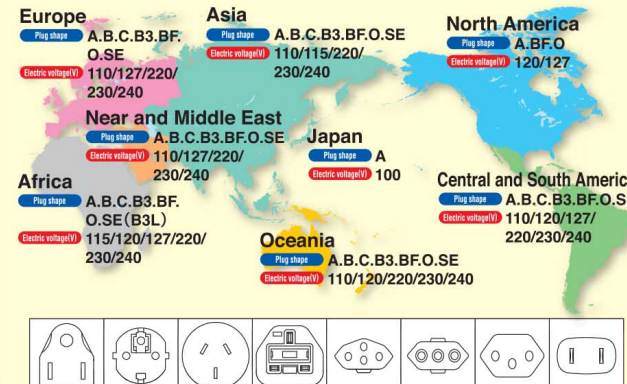 Europe
Plug shape A.B.C.B3.BF.
O.SE
Electric voltage(V) 110/127/220/
230/240
Asia
Plug shape A.B.C.B3.BF.O.SE
Electric voltage(V) 110/115/220/
230/240
North America
Plug shape A.BF.O
Electric voltage(V) 120/127
Near and Middle East
Plug shape A.B.C.B3.BF.O.SE
Electric voltage(V) 110/127/220/
230/240
Japan
Plug shape A
Electric voltage(V) 100
Africa
Plug shape A.B.C.B3.BF.
O.SE(B3L)
Electric voltage(V) 115/120/127/220/
230/240
Central and South Americ
Plug shape A.B.C.B3.BF.O.S
Electric voltage(V) 110/120/127/
220/230/240
Oceania
Plug shape A.B.C.B3.BF.O.SE
Electric voltage(V) 110/120/220/230/240